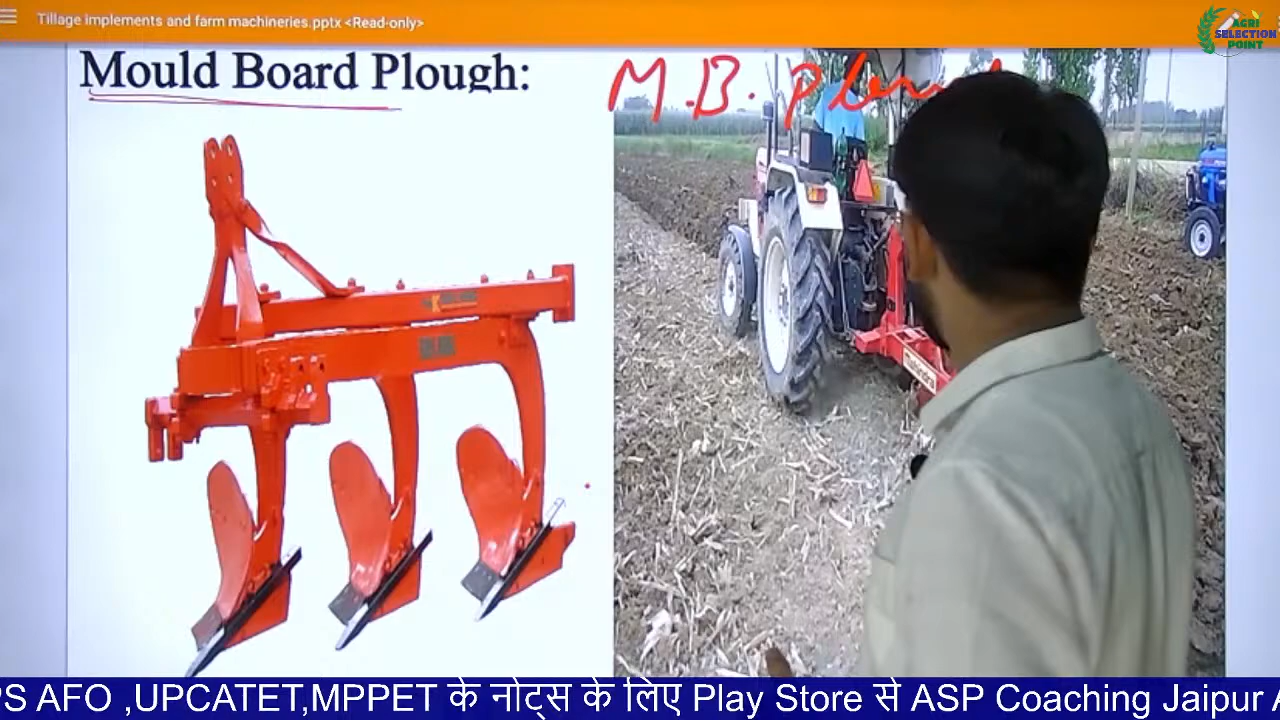 Tillage implements and farm machineries.pptx <Read-only>
AGRI
SELECTION
POINT
Mould Board Plough:
M.B. Plou
PS AFO ,UPCATET,MPPET के नोट्स के लिए Play Store से ASP Coaching Jaipur A